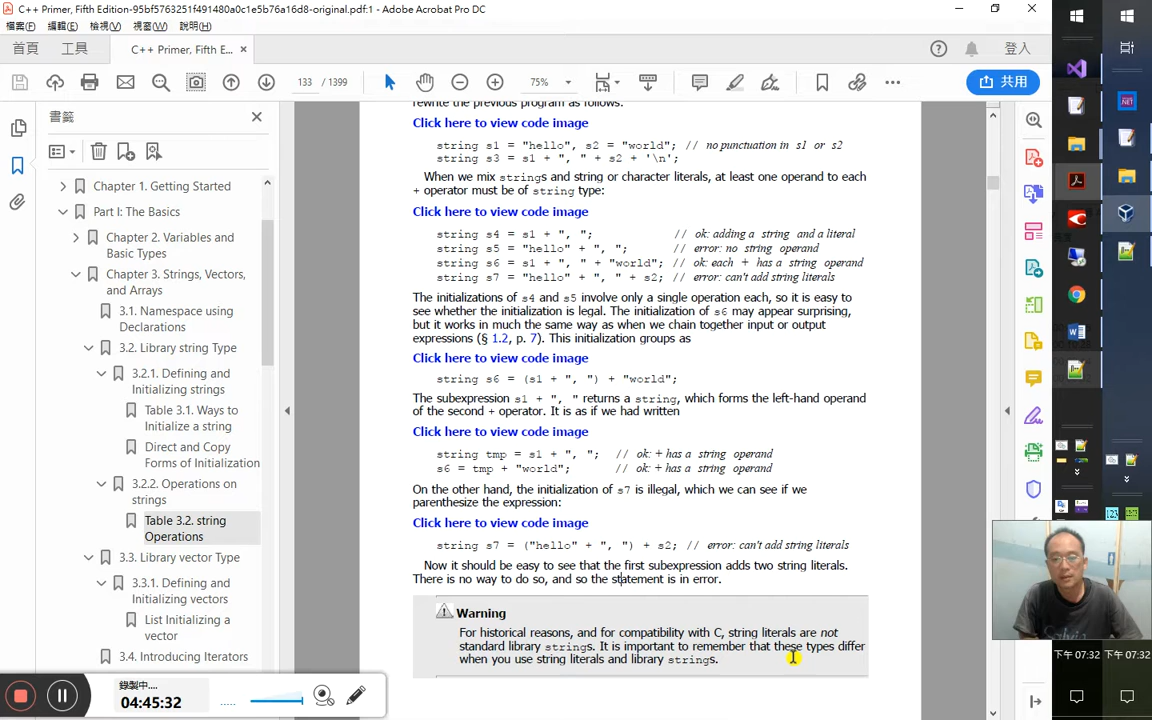 C++ Primer, Fifth Edition-95bf5763251f491480a0c1e5b76a16d8-original.pdf:1 - Adobe Acrobat Pro DC
檔案(F) 編輯(E) 檢視(V) 視窗(W) 說明(H)
首頁 工具 C++ Primer, Fifth E... × 登入
133 / 1399 75% 共用
書籤
Chapter 1. Getting Started
Part I: The Basics
Chapter 2. Variables and
Basic Types
Chapter 3. Strings, Vectors,
and Arrays
3.1. Namespace using
Declarations
3.2. Library string Type
3.2.1. Defining and
Initializing strings
Table 3.1. Ways to
Initialize a string
Direct and Copy
Forms of Initialization
3.2.2. Operations on
strings
Table 3.2. string
Operations
3.3. Library vector Type
3.3.1. Defining and
Initializing vectors
List Initializing a
vector
3.4. Introducing Iterators
rewrite the previous program as follows:
Click here to view code image
string s1 = "hello", s2 = "world"; // no punctuation in s1 or s2
string s3 = s1 + ", " + s2 + '\n';
When we mix strings and string or character literals, at least one operand to each
+ operator must be of string type:
Click here to view code image
string s4 = s1 + ", "; // ok: adding a string and a literal
string s5 = "hello" + ", "; // error: no string operand
string s6 = s1 + ", " + "world"; // ok: each + has a string operand
string s7 = "hello" + ", " + s2; // error: can't add string literals
The initializations of s4 and s5 involve only a single operation each, so it is easy to
see whether the initialization is legal. The initialization of s6 may appear surprising,
but it works in much the same way as when we chain together input or output
expressions (§ 1.2, p. 7). This initialization groups as
Click here to view code image
string s6 = (s1 + ", ") + "world";
The subexpression s1 + ", " returns a string, which forms the left-hand operand
of the second + operator. It is as if we had written
Click here to view code image
string tmp = s1 + ", "; // ok: + has a string operand
s6 = tmp + "world"; // ok: + has a string operand
On the other hand, the initialization of s7 is illegal, which we can see if we
parenthesize the expression:
Click here to view code image
string s7 = ("hello" + ", ") + s2; // error: can't add string literals
Now it should be easy to see that the first subexpression adds two string literals.
There is no way to do so, and so the statement is in error.
Warning
For historical reasons, and for compatibility with C, string literals are not
standard library strings. It is important to remember that these types differ
when you use string literals and library strings.
錄製中....
04:45:32
.NET
123
下午 07:32 下午 07:32